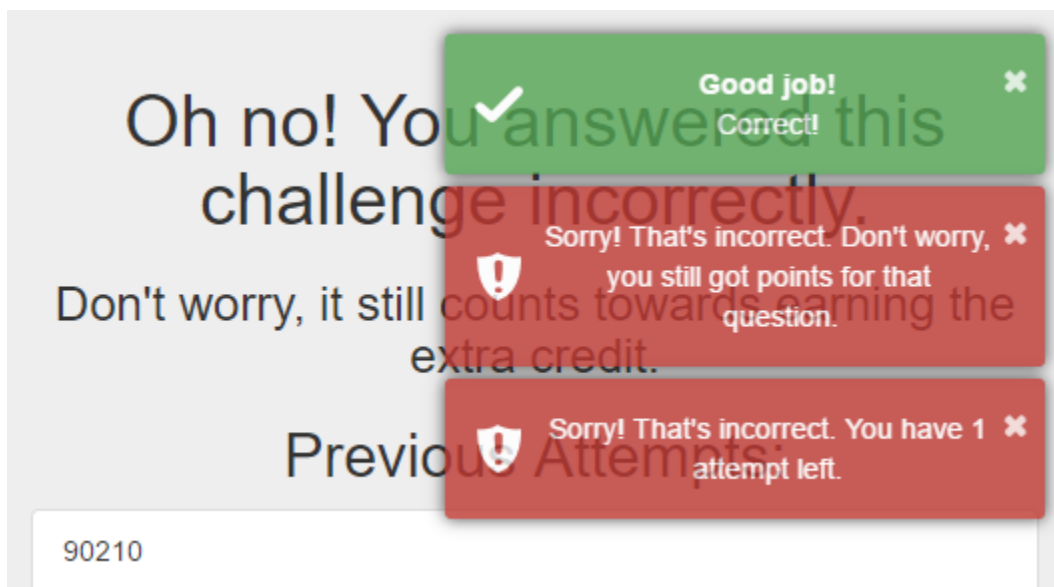 Oh no! You answered this
challenge incorrectly.
Don't worry, it still counts towards earning the
extra credit.
Previous Attempts:
90210
Good job!
Correct!
Sorry! That's incorrect. Don't worry,
you still got points for that
question.
Sorry! That's incorrect. You have 1
attempt left.